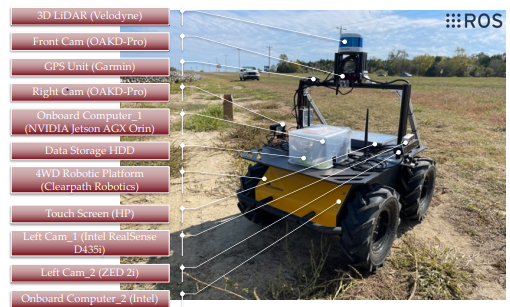 3D LiDAR (Velodyne)
ROS
Front Cam (OAKD-Pro)
GPS Unit (Garmin)
Right Cam (OAKD-Pro)
Onboard Computer_1
(NVIDIA Jetson AGX Orin)
Data Storage HDD
4WD Robotic Platform
(Clearpath Robotics)
Touch Screen (HP)
Left Cam_1 (Intel RealSense
D435i)
Left Cam_2 (ZED 2i)
Onboard Computer_2 (Intel)